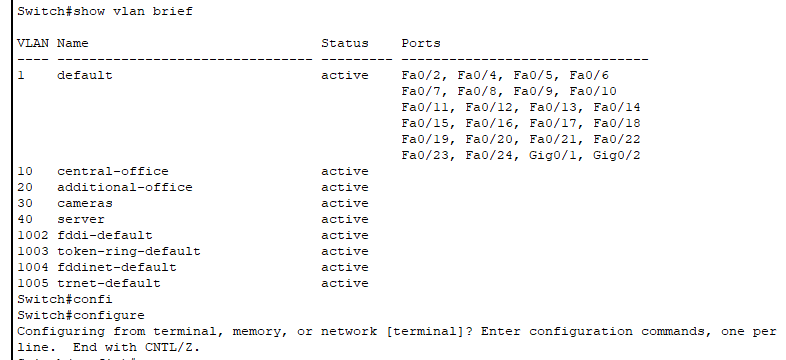 Switch#show vlan brief
VLAN Name Status Ports
---- -------------------------------- --------- -------------------------------
1 default active Fa0/2, Fa0/4, Fa0/5, Fa0/6
Fa0/7, Fa0/8, Fa0/9, Fa0/10
Fa0/11, Fa0/12, Fa0/13, Fa0/14
Fa0/15, Fa0/16, Fa0/17, Fa0/18
Fa0/19, Fa0/20, Fa0/21, Fa0/22
Fa0/23, Fa0/24, Gig0/1, Gig0/2
10 central-office active
20 additional-office active
30 cameras active
40 server active
1002 fddi-default active
1003 token-ring-default active
1004 fddinet-default active
1005 trnet-default active
Switch#confi
Switch#configure
Configuring from terminal, memory, or network [terminal]? Enter configuration commands, one per
line. End with CNTL/Z.